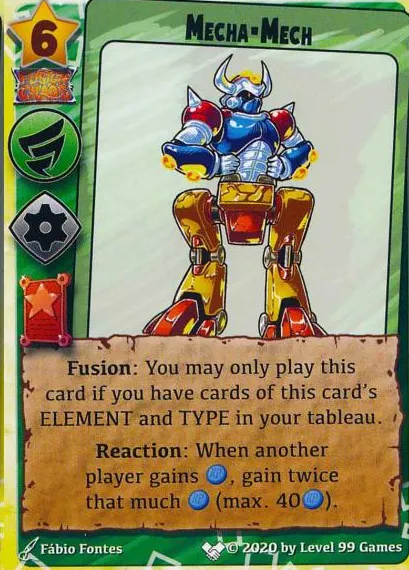 6
MECHA-MECH
FUTURE CHAOS
Fusion: You may only play this
card if you have cards of this card's
ELEMENT and TYPE in your tableau.
Reaction: When another
player gains , gain twice
that much (max. 40 ).
Fábio Fontes
© 2020 by Level 99 Games